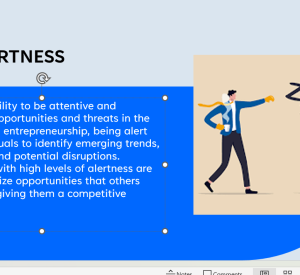 RTNESS
ility to be attentive and
pportunities and threats in the
entrepreneurship, being alert
uals to identify emerging trends,
nd potential disruptions.
with high levels of alertness are
ize opportunities that others
giving them a competitive
Notes
Comments